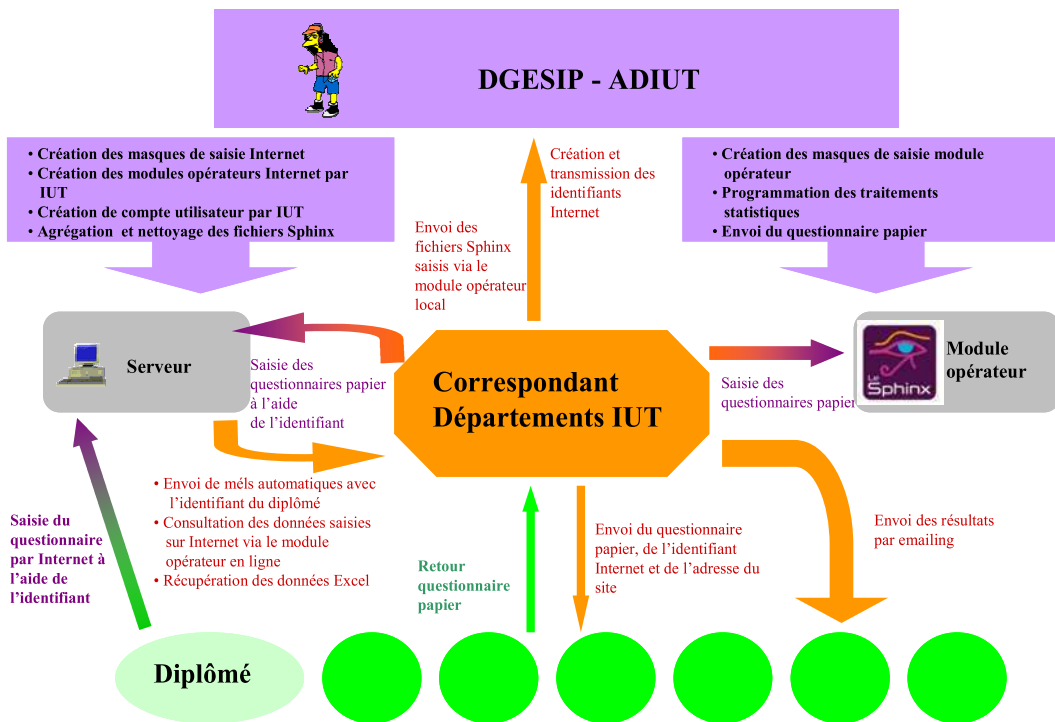 DGESIP - ADIUT
• Création des masques de saisie Internet
• Création des modules opérateurs Internet par
IUT
• Création de compte utilisateur par IUT
• Agrégation et nettoyage des fichiers Sphinx
Création et
transmission des
identifiants
Internet
• Création des masques de saisie module
opérateur
• Programmation des traitements
statistiques
• Envoi du questionnaire papier
Envoi des
fichiers Sphinx
saisis via le
module opérateur
local
Serveur
Saisie des
questionnaires papier
à l’aide
de l’identifiant
Correspondant
Départements IUT
Saisie des
questionnaires papier
Le
Sphinx
Module
opérateur
• Envoi de méls automatiques avec
l’identifiant du diplômé
• Consultation des données saisies
sur Internet via le module
opérateur en ligne
• Récupération des données Excel
Saisie du
questionnaire
par Internet à
l’aide de
l’identifiant
Retour
questionnaire
papier
Envoi du questionnaire
papier, de l’identifiant
Internet et de l’adresse du
site
Envoi des résultats
par emailing
Diplômé